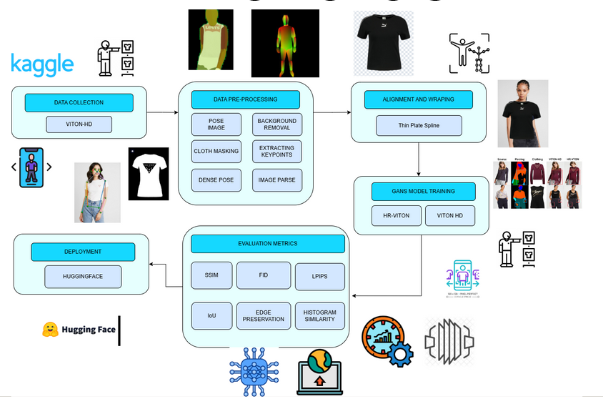 kaggle
DATA COLLECTION
VITON-HD
DATA PRE-PROCESSING
POSE
IMAGE
BACKGROUND
REMOVAL
CLOTH MASKING
EXTRACTING
KEYPOINTS
DENSE POSE
IMAGE PARSE
ALIGNMENT AND WRAPING
Thin Plate Spline
GANS MODEL TRAINING
HR-VITON
VITON HD
EVALUATION METRICS
SSIM
FID
LPIPS
IoU
EDGE
PRESERVATION
HISTOGRAM
SIMILARITY
DEPLOYMENT
HUGGINGFACE
Hugging Face